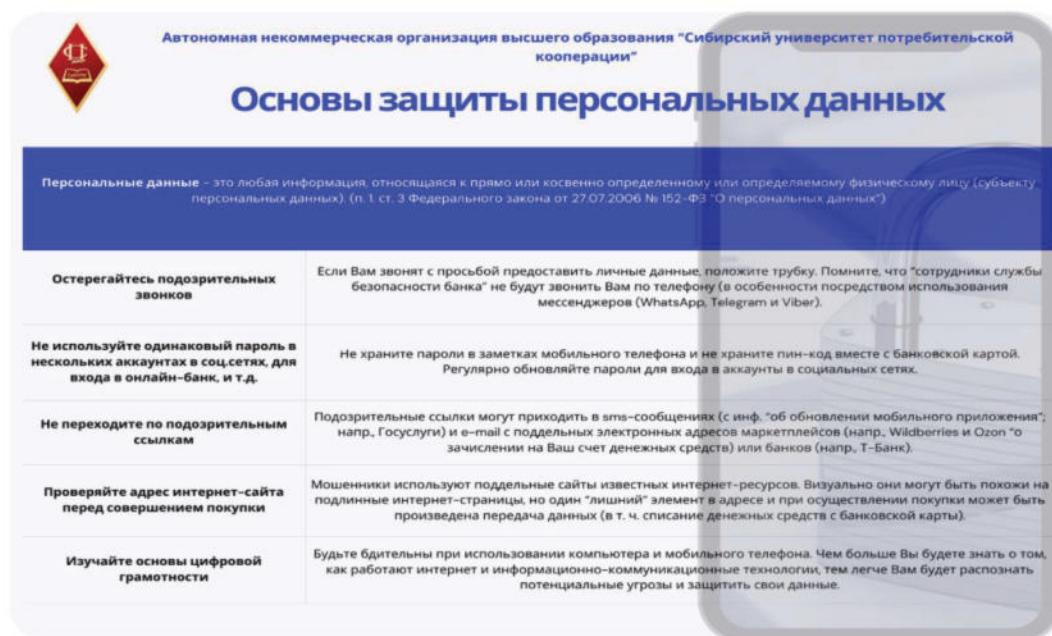 Автономная некоммерческая организация высшего образования "Сибирский университет потребительской
кооперации"
Основы защиты персональных данных
Персональные данные – это любая информация, относящаяся к прямо или косвенно определенному или определяемому физическому лицу (субъекту
персональных данных). (п. 1. ст. 3 Федерального закона от 27.07.2006 № 152-ФЗ "О персональных данных")
Остерегайтесь подозрительных
звонков
Если Вам звонят с просьбой предоставить личные данные, положите трубку. Помните, что "сотрудники службы
безопасности банка" не будут звонить Вам по телефону (в особенности посредством использования
мессенджеров (WhatsApp, Telegram и Viber).
Не используйте одинаковый пароль в
нескольких аккаунтах в соц.сетях, для
входа в онлайн-банк, и т.д.
Не храните пароли в заметках мобильного телефона и не храните пин-код вместе с банковской картой.
Регулярно обновляйте пароли для входа в аккаунты в социальных сетях.
Не переходите по подозрительным
ссылкам
Подозрительные ссылки могут приходить в sms-сообщениях (с инф. "об обновлении мобильного приложения";
напр., Госуслуги) и e-mail с поддельных электронных адресов маркетплейсов (напр., Wildberries и Ozon "о
зачислении на Ваш счет денежных средств) или банков (напр., Т-Банк).
Проверяйте адрес интернет-сайта
перед совершением покупки
Мошенники используют поддельные сайты известных интернет-ресурсов. Визуально они могут быть похожи на
подлинные интернет-страницы, но один "лишний" элемент в адресе и при осуществлении покупки может быть
произведена передача данных (в т. ч. списание денежных средств с банковской карты).
Изучайте основы цифровой
грамотности
Будьте бдительны при использовании компьютера и мобильного телефона. Чем больше Вы будете знать о том,
как работают интернет и информационно-коммуникационные технологии, тем легче Вам будет распознать
потенциальные угрозы и защитить свои данные.